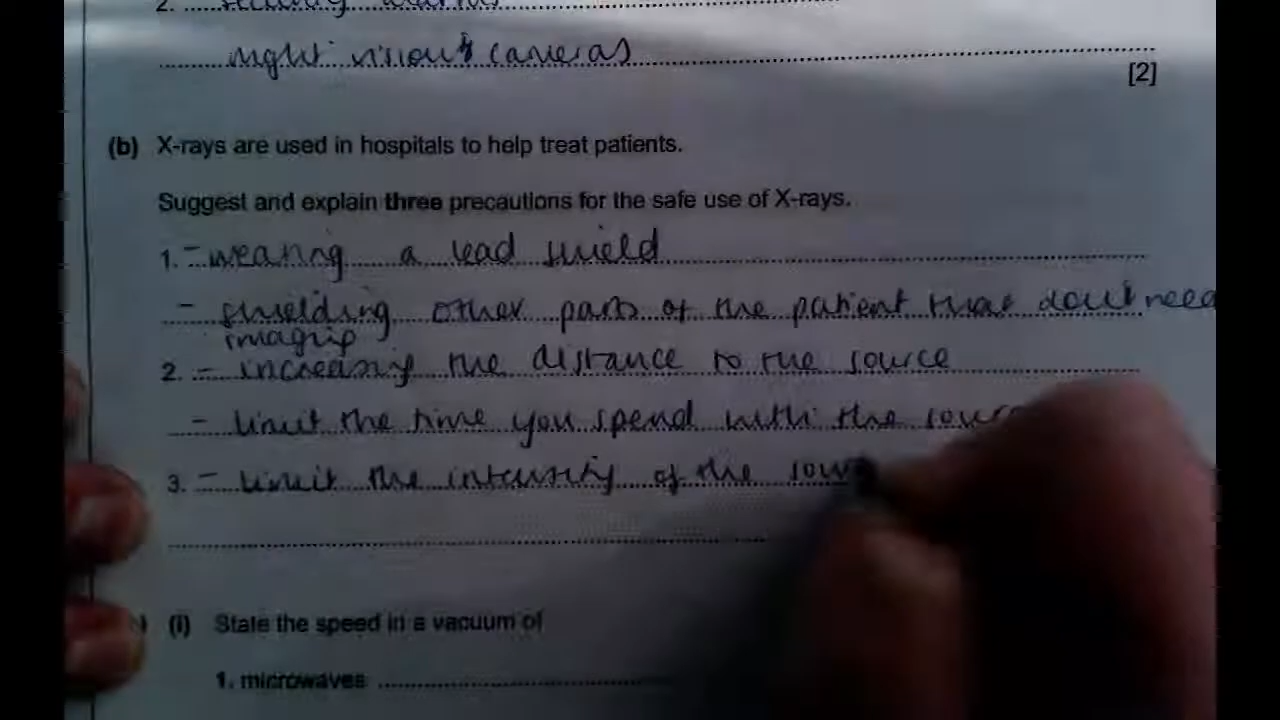 2. security alarms
night vision cameras
[2]
(b) X-rays are used in hospitals to help treat patients.
Suggest and explain three precautions for the safe use of X-rays.
1. - wearing a lead shield
- shielding other parts of the patient that don't need
imaging
2. - increasing the distance to the source
- limit the time you spend with the
3. - limit the intensity of the
(i) State the speed in a vacuum of
1. microwaves